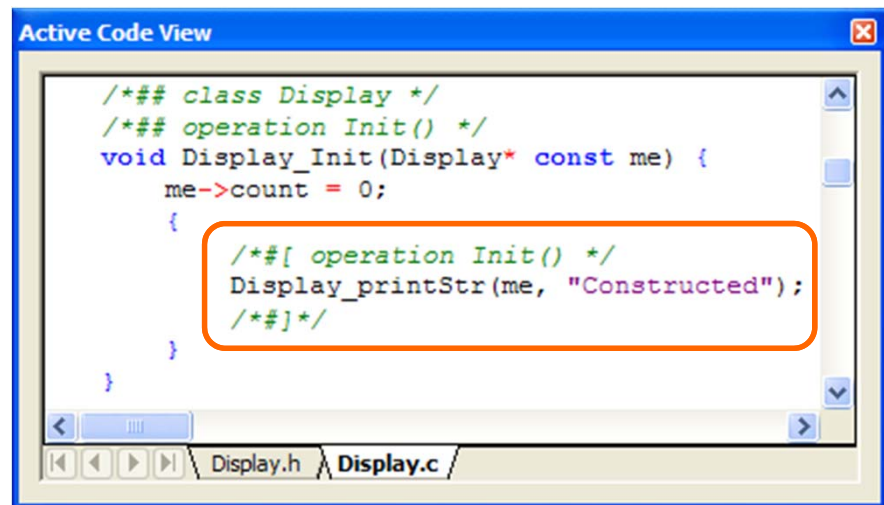 Active Code View
/*## class Display */
/*## operation Init() */
void Display_Init(Display* const me) {
me->count = 0;
{
/*#[ operation Init() */
Display_printStr(me, "Constructed");
/*#]*/
}
}
Display.h
Display.c